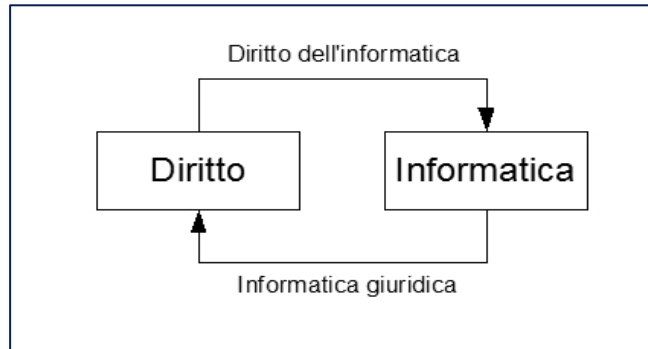 Diritto dell'informatica
Diritto
Informatica
Informatica giuridica